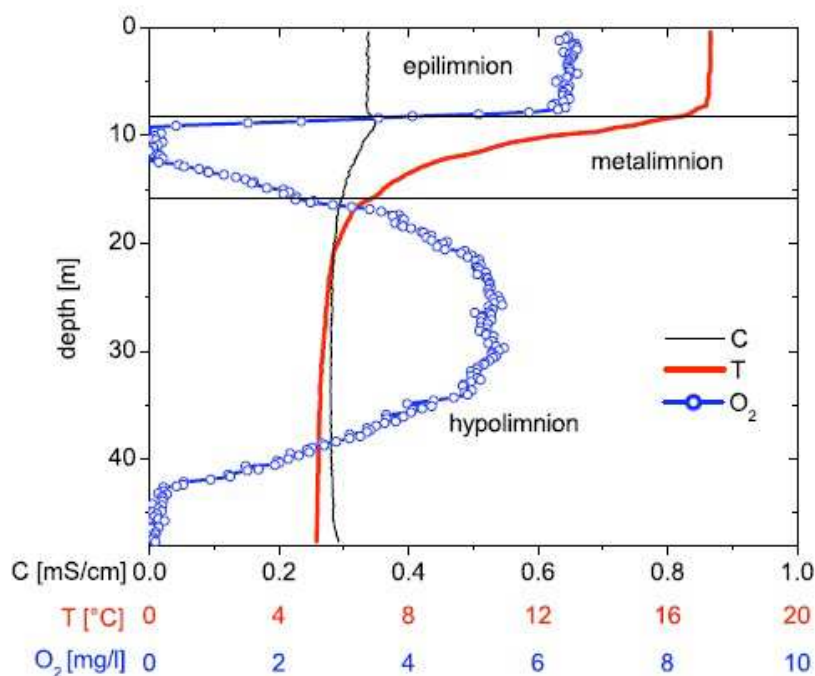 0
epilimnion
10
metalimnion
20
depth [m]
C
30
T
O₂
hypolimnion
40
C [mS/cm] 0.0 0.2 0.4 0.6 0.8 1.0
T [°C] 0 4 8 12 16 20
O₂ [mg/l] 0 2 4 6 8 10